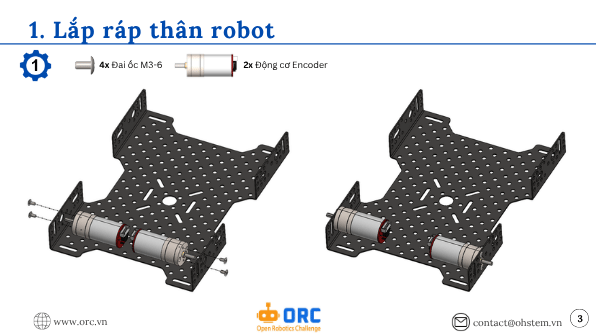 1. Lắp ráp thân robot
1
4x Đai ốc M3-6
2x Động cơ Encoder
www.orc.vn
ORC
Open Robotics Challenge
contact@ohstem.vn
3